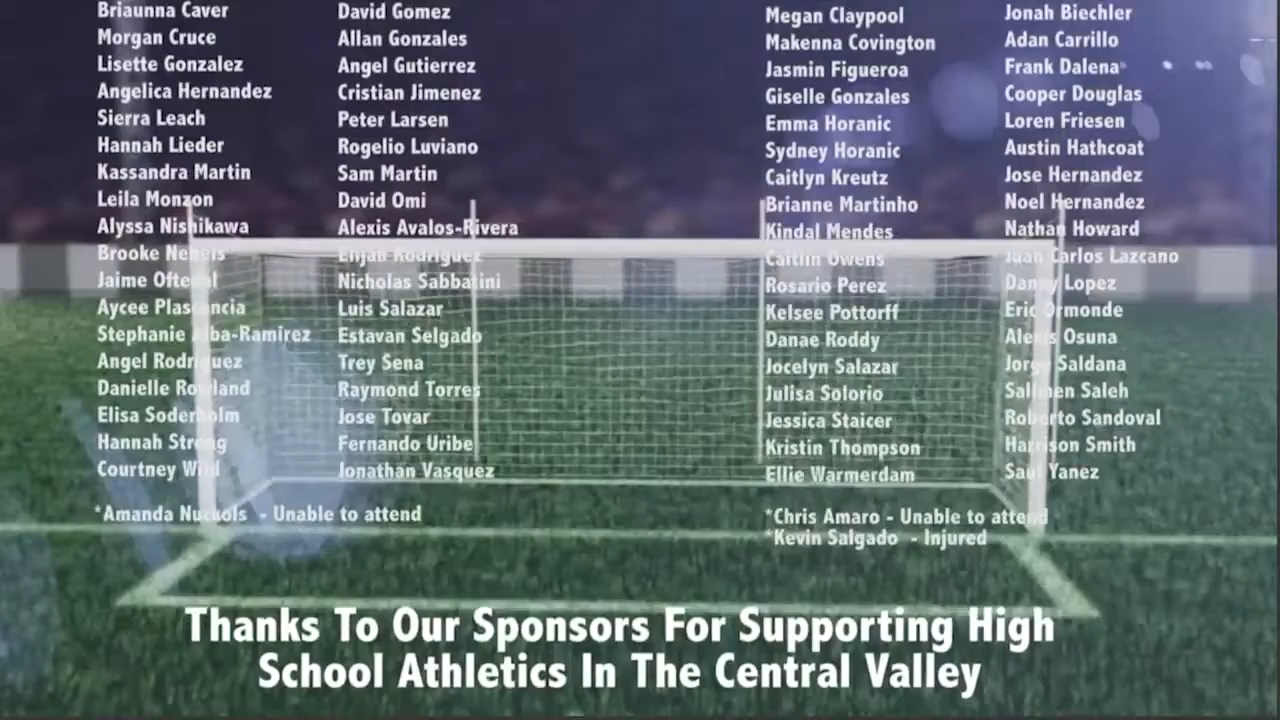 Briaunna Caver
Morgan Cruce
Lisette Gonzalez
Angelica Hernandez
Sierra Leach
Hannah Lieder
Kassandra Martin
Leila Monzon
Alyssa Nishikawa
Brooke
Jaime Oftedal
Aycee Plascencia
Stephanie Alba-Ramirez
Angel Rodriguez
Danielle Rowland
Elisa Soderholm
Hannah Strong
Courtney Wild
*Amanda Nuckols - Unable to attend
David Gomez
Allan Gonzales
Angel Gutierrez
Cristian Jimenez
Peter Larsen
Rogelio Luviano
Sam Martin
David Omi
Alexis Avalos-Rivera
Enjah Rodriguez
Nicholas Sabbatini
Luis Salazar
Estavan Selgado
Trey Sena
Raymond Torres
Jose Tovar
Fernando Uribe
Jonathan Vasquez
Megan Claypool
Makenna Covington
Jasmin Figueroa
Giselle Gonzales
Emma Horanic
Sydney Horanic
Caitlyn Kreutz
Brianne Martinho
Kindal Mendes
Caitlin Owens
Rosario Perez
Kelsee Pottorff
Danae Roddy
Jocelyn Salazar
Julisa Solorio
Jessica Staicer
Kristin Thompson
Ellie Warmerdam
*Chris Amaro - Unable to attend
*Kevin Salgado - Injured
Jonah Biechler
Adan Carrillo
Frank Dalena
Cooper Douglas
Loren Friesen
Austin Hathcoat
Jose Hernandez
Noel Hernandez
Nathan Howard
Juan Carlos Lazcano
Danny Lopez
Eric Ormonde
Alexis Osuna
Jorge Saldana
Salmen Saleh
Roberto Sandoval
Harrison Smith
Saul Yanez
Thanks To Our Sponsors For Supporting High
School Athletics In The Central Valley